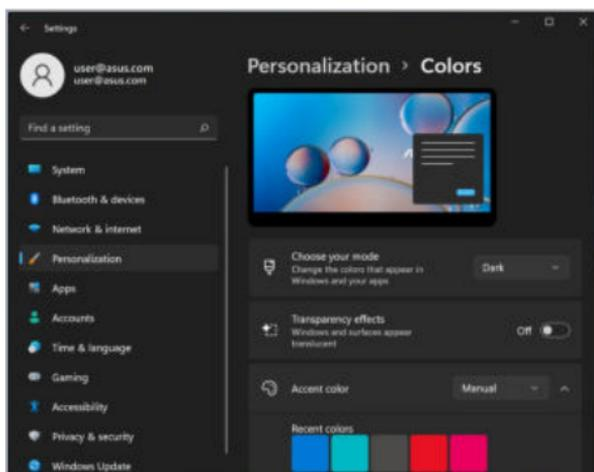 Settings
user@asus.com
user@asus.com
Find a setting
System
Bluetooth & devices
Network & internet
Personalization
Apps
Accounts
Time & language
Gaming
Accessibility
Privacy & security
Windows Update
Personalization > Colors
Choose your mode
Change the colors that appear in
Windows and your apps
Dark
Transparency effects
Windows and surfaces appear
translucent
Off
Accent color
Manual
Recent colors